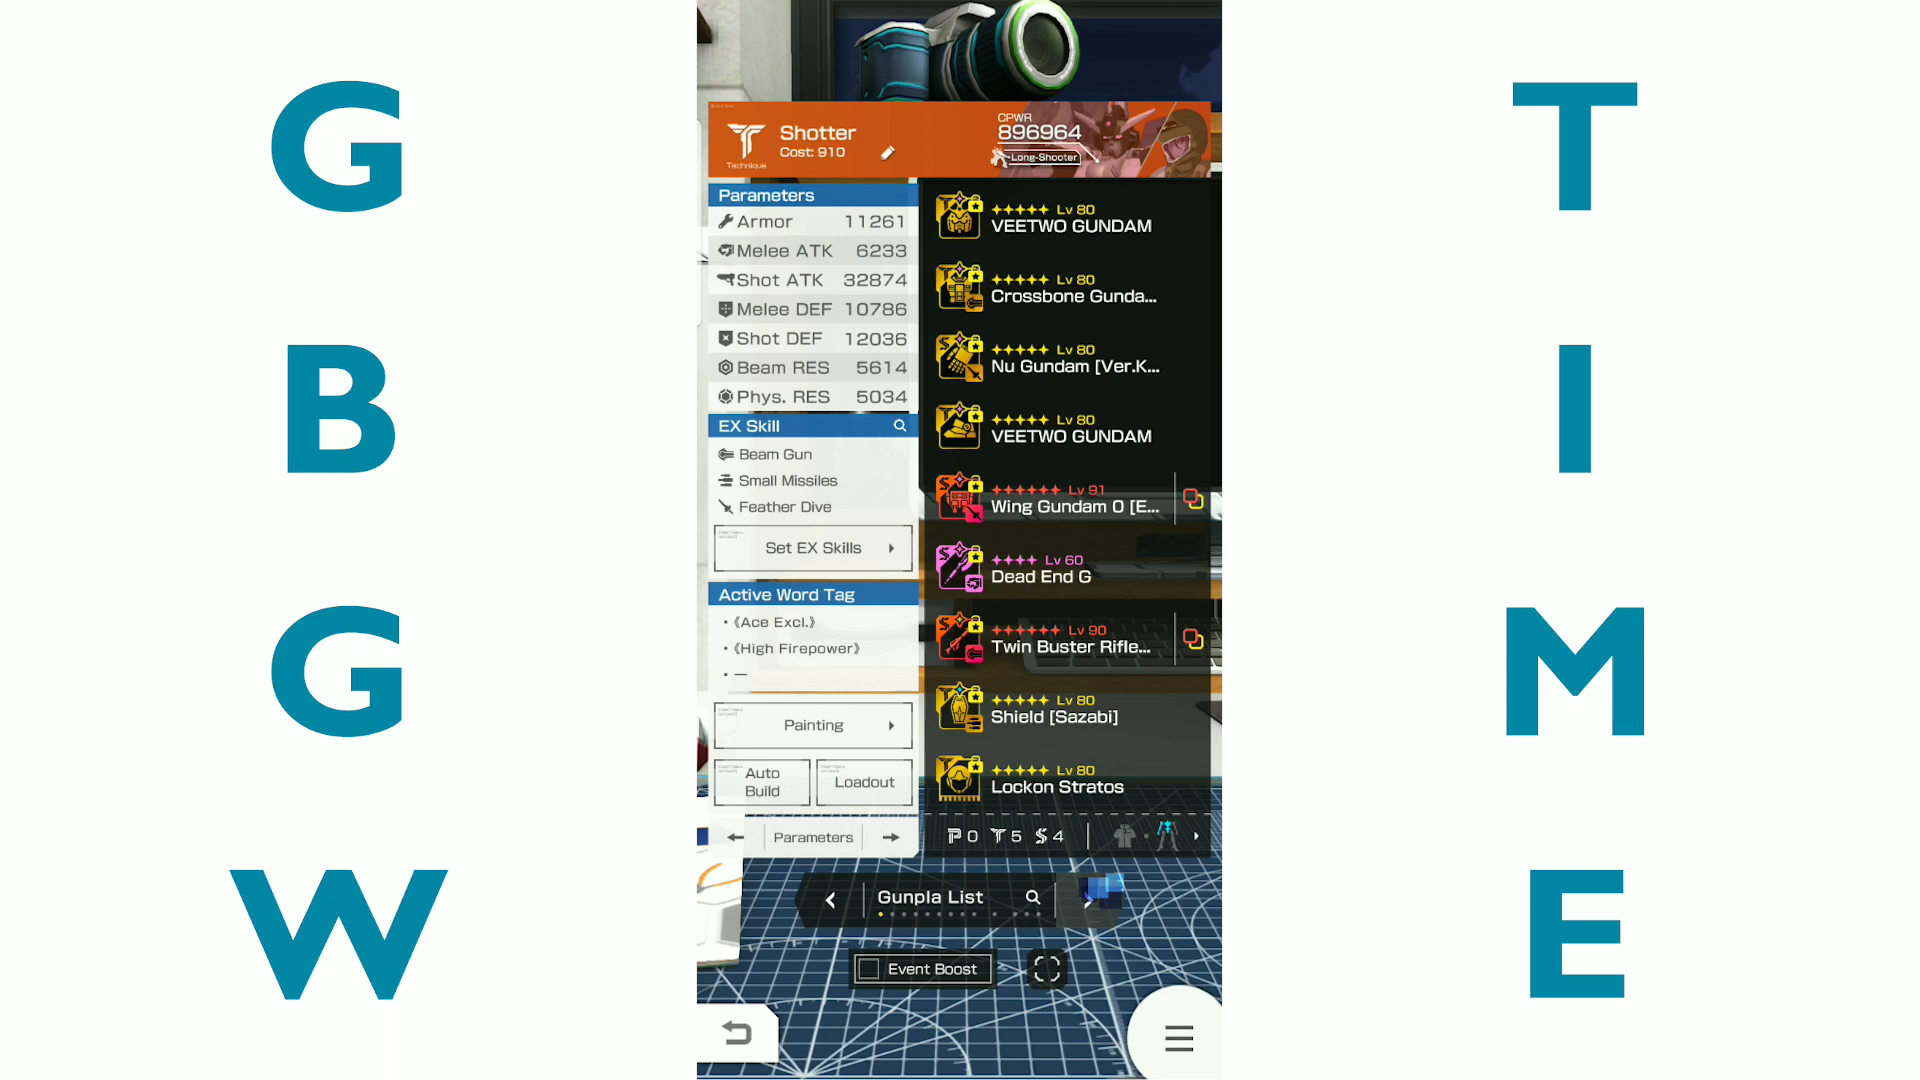 G
B
G
W
T
I
M
E
Technique
Shotter
Cost: 910
CPWR
896964
Long-Shooter
Parameters
Armor 11261
Melee ATK 6233
Shot ATK 32874
Melee DEF 10786
Shot DEF 12036
Beam RES 5614
Phys. RES 5034
EX Skill
Beam Gun
Small Missiles
Feather Dive
Set EX Skills
Active Word Tag
・《Ace Excl.》
・《High Firepower》
・—
Painting
Auto
Build
Loadout
Parameters
Lv 80
VEETWO GUNDAM
Lv 80
Crossbone Gunda...
Lv 80
Nu Gundam [Ver.K...
Lv 80
VEETWO GUNDAM
Lv 91
Wing Gundam 0 [E...
Lv 60
Dead End G
Lv 90
Twin Buster Rifle...
Lv 80
Shield [Sazabi]
Lv 80
Lockon Stratos
P 0 T 5 S 4
Gunpla List
Event Boost